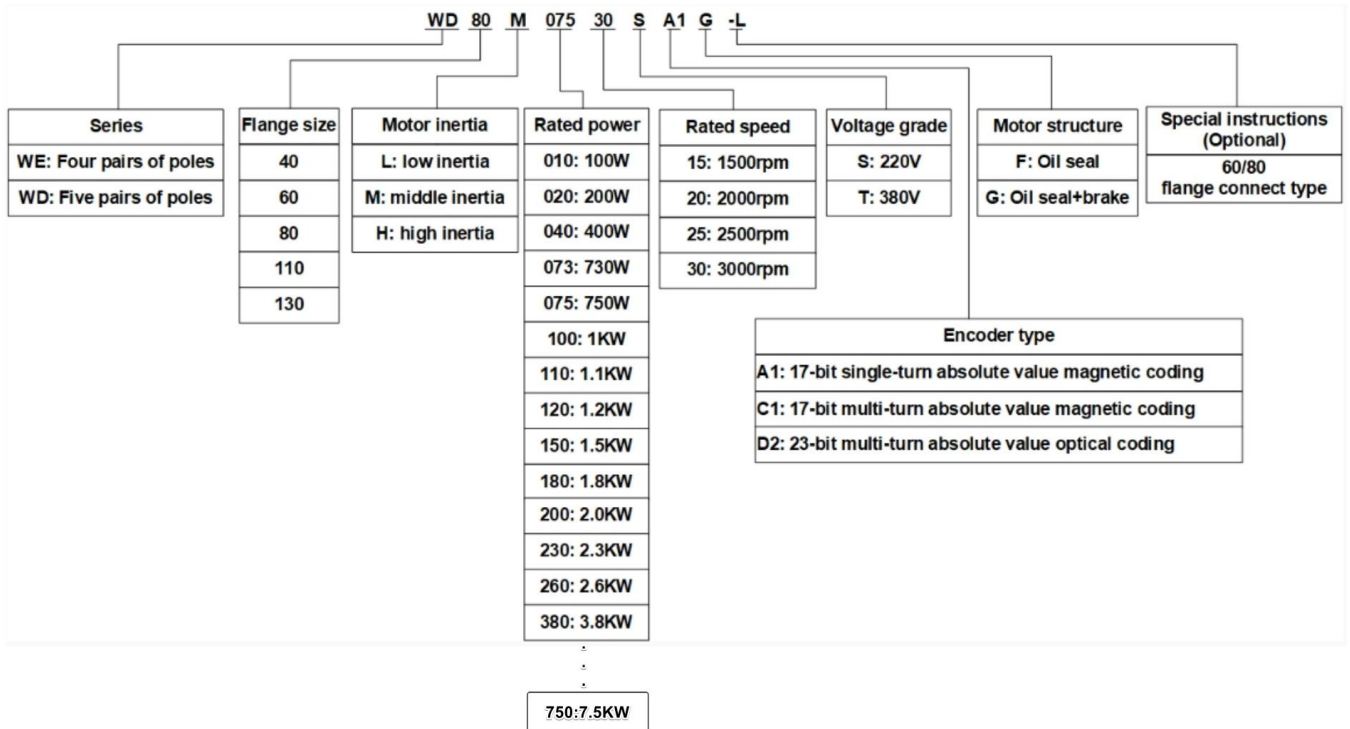 WD 80 M 075 30 S A1 G -L
Series
WE: Four pairs of poles
WD: Five pairs of poles
Flange size
40
60
80
110
130
Motor inertia
L: low inertia
M: middle inertia
H: high inertia
Rated power
010: 100W
020: 200W
040: 400W
073: 730W
075: 750W
100: 1KW
110: 1.1KW
120: 1.2KW
150: 1.5KW
180: 1.8KW
200: 2.0KW
230: 2.3KW
260: 2.6KW
380: 3.8KW
.
.
.
750:7.5KW
Rated speed
15: 1500rpm
20: 2000rpm
25: 2500rpm
30: 3000rpm
Voltage grade
S: 220V
T: 380V
Motor structure
F: Oil seal
G: Oil seal+brake
Special instructions
(Optional)
60/80
flange connect type
Encoder type
A1: 17-bit single-turn absolute value magnetic coding
C1: 17-bit multi-turn absolute value magnetic coding
D2: 23-bit multi-turn absolute value optical coding